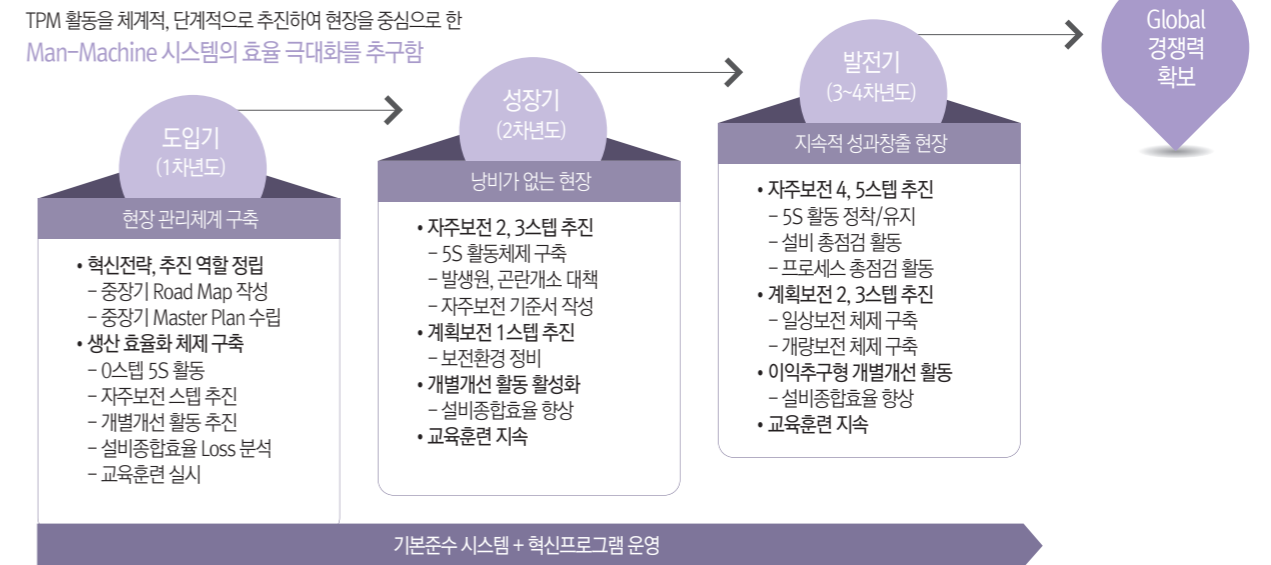 TPM 활동을 체계적, 단계적으로 추진하여 현장을 중심으로 한
Man-Machine 시스템의 효율 극대화를 추구함
도입기
(1차년도)
현장 관리체계 구축
• 혁신전략, 추진 역할 정립
– 중장기 Road Map 작성
– 중장기 Master Plan 수립
• 생산 효율화 체제 구축
– 0스텝 5S 활동
– 자주보전 스텝 추진
– 개별개선 활동 추진
– 설비종합효율 Loss 분석
– 교육훈련 실시
성장기
(2차년도)
낭비가 없는 현장
• 자주보전 2, 3스텝 추진
– 5S 활동체제 구축
– 발생원, 곤란개소 대책
– 자주보전 기준서 작성
• 계획보전 1스텝 추진
– 보전환경 정비
• 개별개선 활동 활성화
– 설비종합효율 향상
• 교육훈련 지속
발전기
(3~4차년도)
지속적 성과창출 현장
• 자주보전 4, 5스텝 추진
– 5S 활동 정착/유지
– 설비 총점검 활동
– 프로세스 총점검 활동
• 계획보전 2, 3스텝 추진
– 일상보전 체제 구축
– 개량보전 체제 구축
• 이익추구형 개별개선 활동
– 설비종합효율 향상
• 교육훈련 지속
Global
경쟁력
확보
기본준수 시스템 + 혁신프로그램 운영